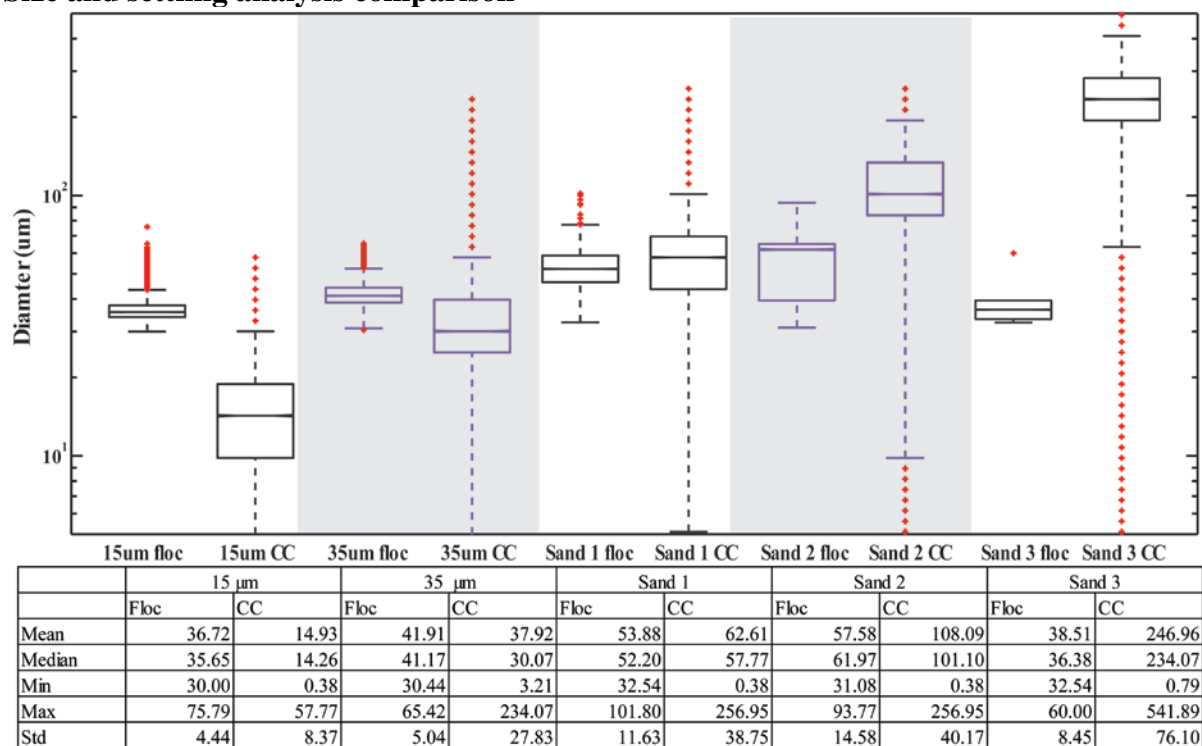 Size and settling analysis comparison
Diamter (um)
10²
10¹
15um floc 15um CC 35um floc 35um CC Sand 1 floc Sand 1 CC Sand 2 floc Sand 2 CC Sand 3 floc Sand 3 CC
15 µm 35 µm Sand 1 Sand 2 Sand 3
Floc CC Floc CC Floc CC Floc CC Floc CC
Mean 36.72 14.93 41.91 37.92 53.88 62.61 57.58 108.09 38.51 246.96
Median 35.65 14.26 41.17 30.07 52.20 57.77 61.97 101.10 36.38 234.07
Min 30.00 0.38 30.44 3.21 32.54 0.38 31.08 0.38 32.54 0.79
Max 75.79 57.77 65.42 234.07 101.80 256.95 93.77 256.95 60.00 541.89
Std 4.44 8.37 5.04 27.83 11.63 38.75 14.58 40.17 8.45 76.10